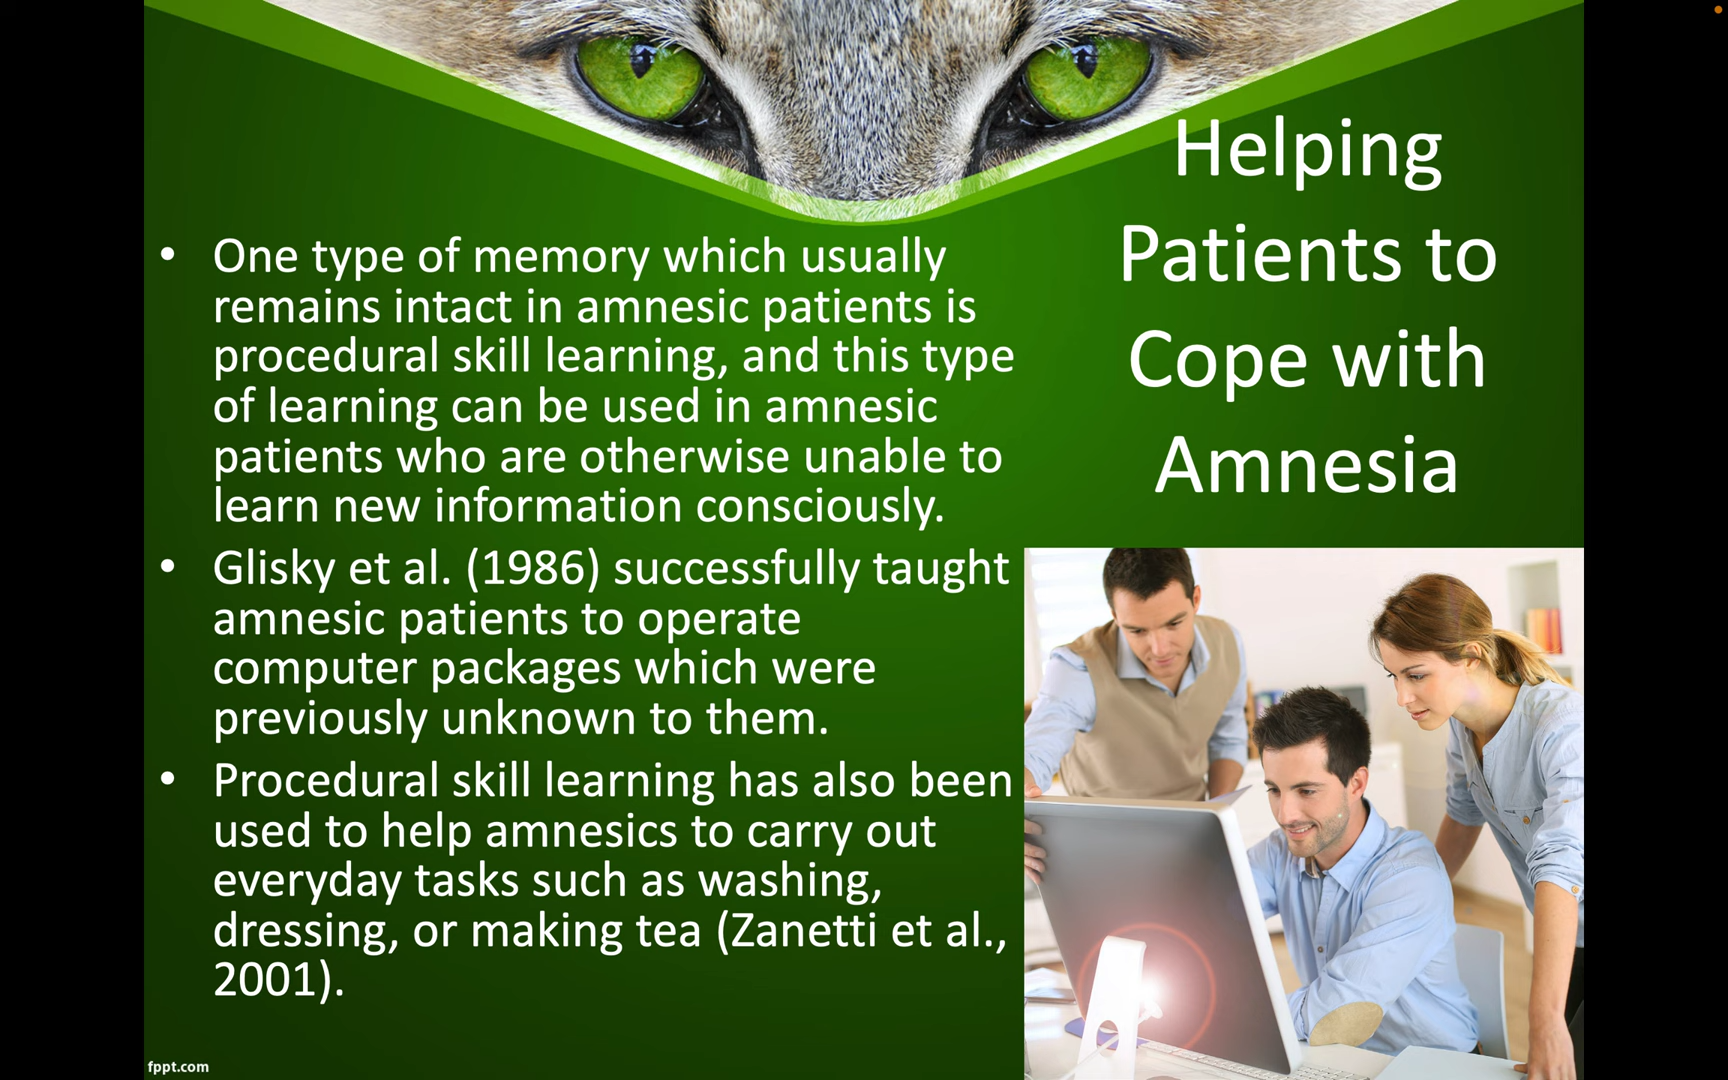 Helping
Patients to
Cope with
Amnesia
• One type of memory which usually
remains intact in amnesic patients is
procedural skill learning, and this type
of learning can be used in amnesic
patients who are otherwise unable to
learn new information consciously.
• Glisky et al. (1986) successfully taught
amnesic patients to operate
computer packages which were
previously unknown to them.
• Procedural skill learning has also been
used to help amnesics to carry out
everyday tasks such as washing,
dressing, or making tea (Zanetti et al.,
2001).
fppt.com